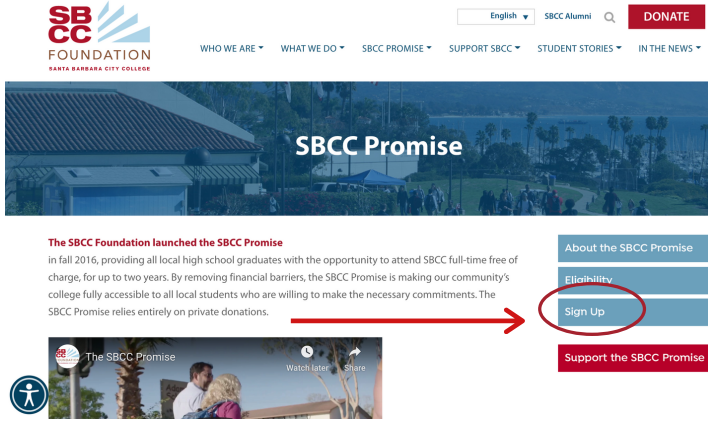 SB
CC
FOUNDATION
SANTA BARBARA CITY COLLEGE
English
SBCC Alumni
DONATE
WHO WE ARE
WHAT WE DO
SBCC PROMISE
SUPPORT SBCC
STUDENT STORIES
IN THE NEWS
SBCC Promise
The SBCC Foundation launched the SBCC Promise
in fall 2016, providing all local high school graduates with the opportunity to attend SBCC full-time free of
charge, for up to two years. By removing financial barriers, the SBCC Promise is making our community’s
college fully accessible to all local students who are willing to make the necessary commitments. The
SBCC Promise relies entirely on private donations.
About the SBCC Promise
Eligibility
Sign Up
Support the SBCC Promise
SB
CC
FOUNDATION
The SBCC Promise
Watch later
Share